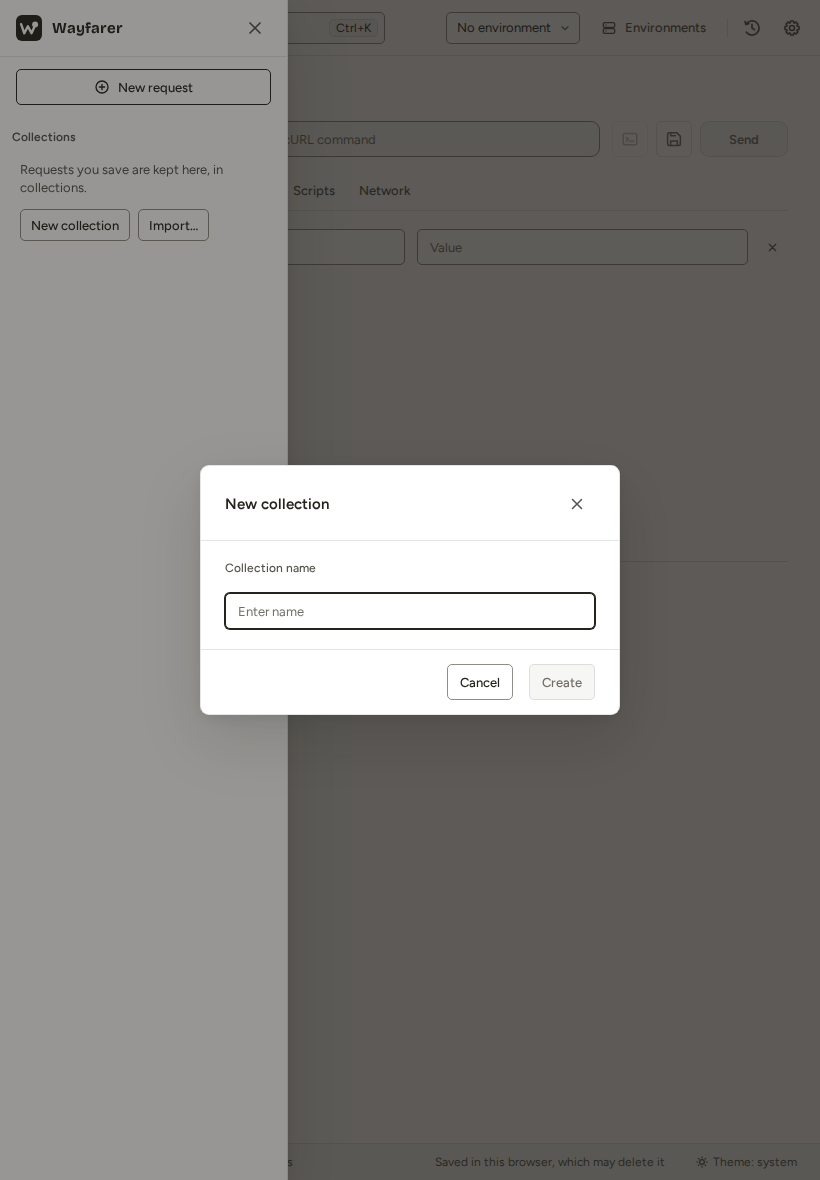 Wayfarer
Ctrl+K
No environment
Environments
New request
Collections
URL command
Send
Requests you save are kept here, in
collections.
Scripts
Network
New collection
Import...
Value
New collection
Collection name
Enter name
Cancel
Create
Saved in this browser, which may delete it
Theme: system